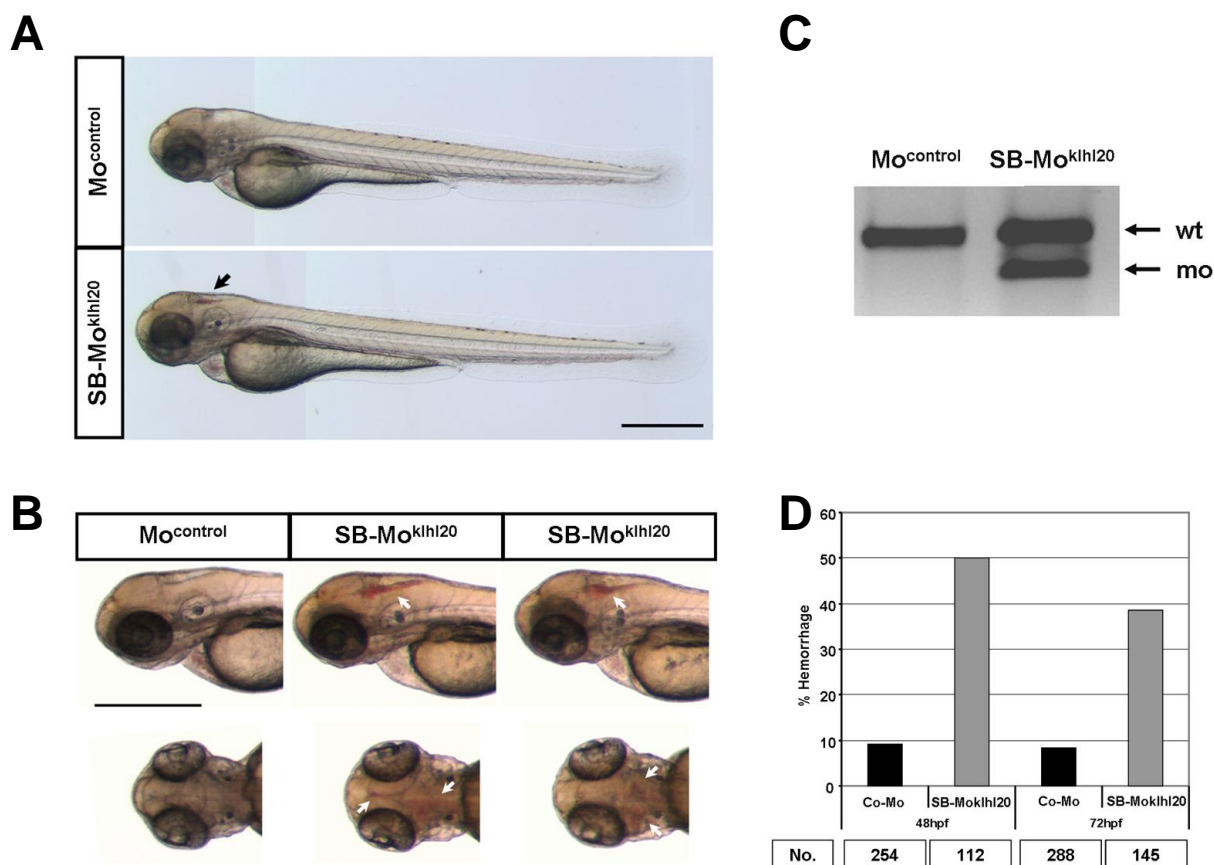 A
Mocontrol
SB-Moklhl20
B
Mocontrol
SB-Moklhl20
SB-Moklhl20
C
Mocontrol
SB-Moklhl20
wt
mo
D
% Hemorrhage
60
50
40
30
20
10
0
Co-Mo
SB-Moklhl20
Co-Mo
SB-Moklhl20
48hpf
72hpf
No.
254
112
288
145